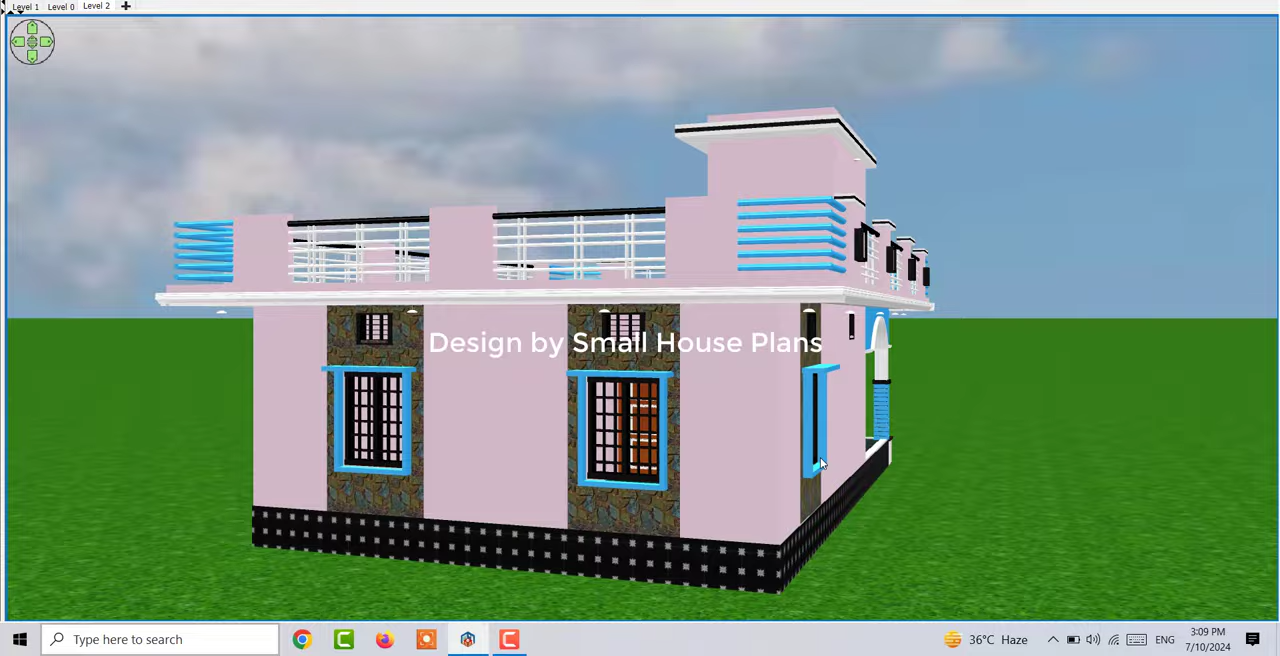 Level 1 Level 0 Level 2
Design by Small House Plans
Type here to search
36°C Haze
ENG
3:09 PM
7/10/2024